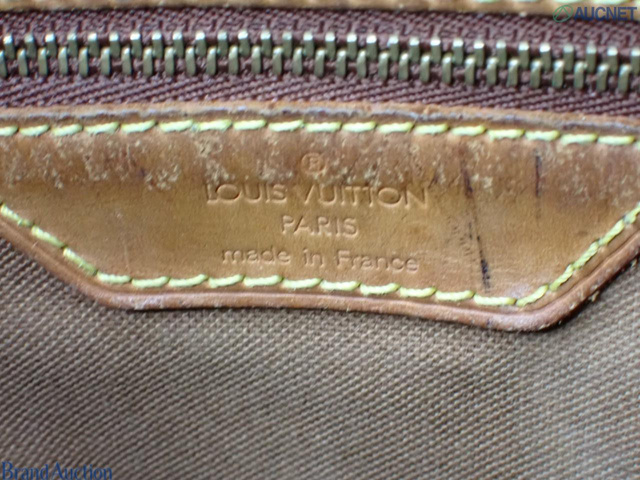 AUCNET
®
LOUIS VUITTON
PARIS
made in France
Brand Auction